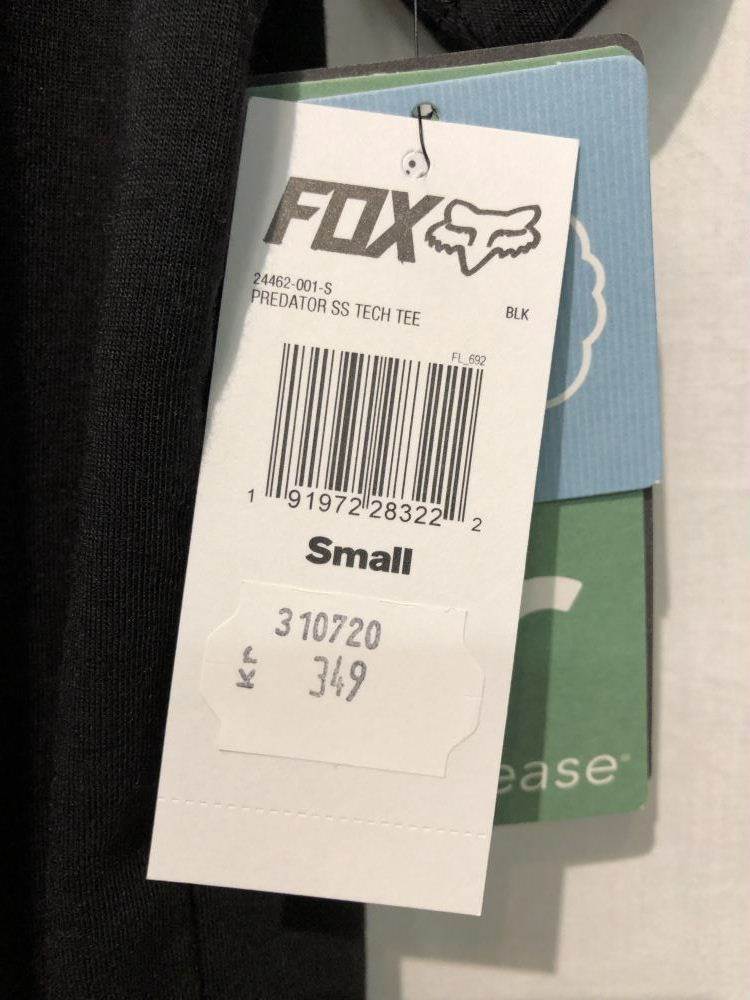 FOX
24462-001-S
PREDATOR SS TECH TEE BLK
FL_692
1 91972 28322 2
Small
310720
Kr 349
ease